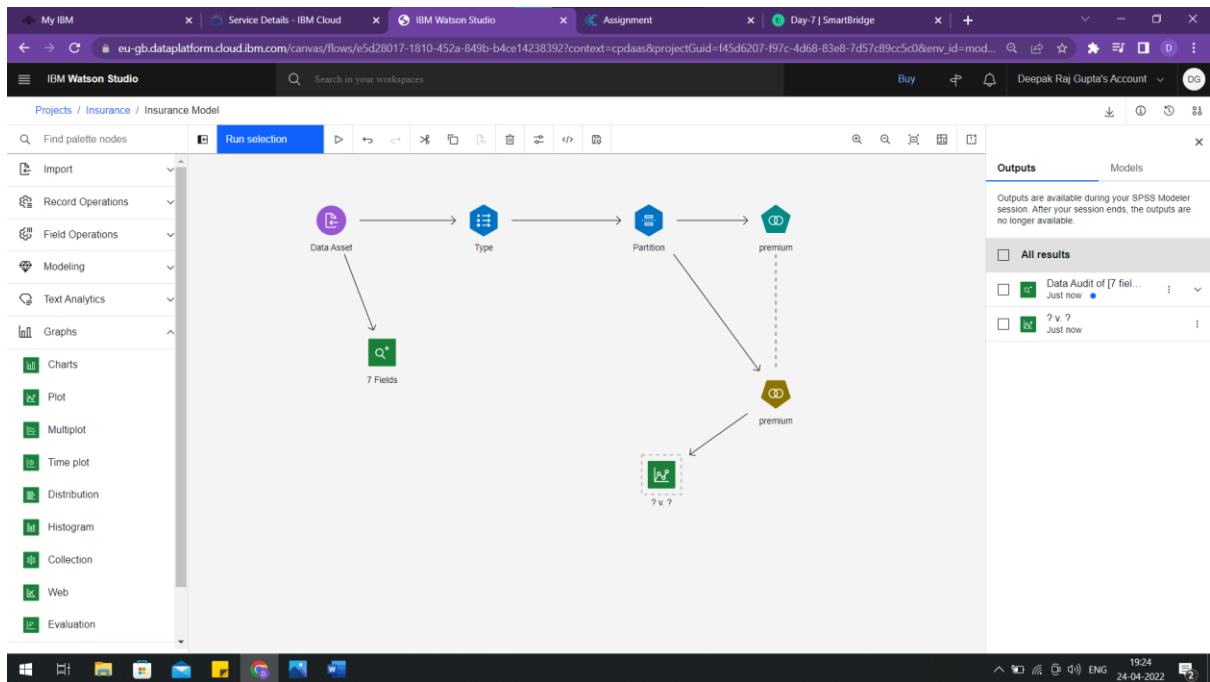 My IBM
Service Details - IBM Cloud
IBM Watson Studio
Assignment
Day-7 | SmartBridge
eu-gb.dataplatform.cloud.ibm.com/canvas/flows/e5d28017-1810-452a-849b-b4ce14238392?context=cpdaas&projectGuid=f45d6207-f97c-4d68-83e8-7d57c89cc5c0&env_id=mod...
D
IBM Watson Studio
Search in your workspaces
Buy
Deepak Raj Gupta's Account
DG
Projects / Insurance / Insurance Model
Find palette nodes
Run selection
Import
Record Operations
Field Operations
Modeling
Text Analytics
Graphs
Charts
Plot
Multiplot
Time plot
Distribution
Histogram
Collection
Web
Evaluation
Data Asset
Type
Partition
premium
7 Fields
premium
? v. ?
Outputs
Models
Outputs are available during your SPSS Modeler
session. After your session ends, the outputs are
no longer available.
All results
Data Audit of [7 fiel...
Just now
? v. ?
Just now
ENG
19:24
24-04-2022
2